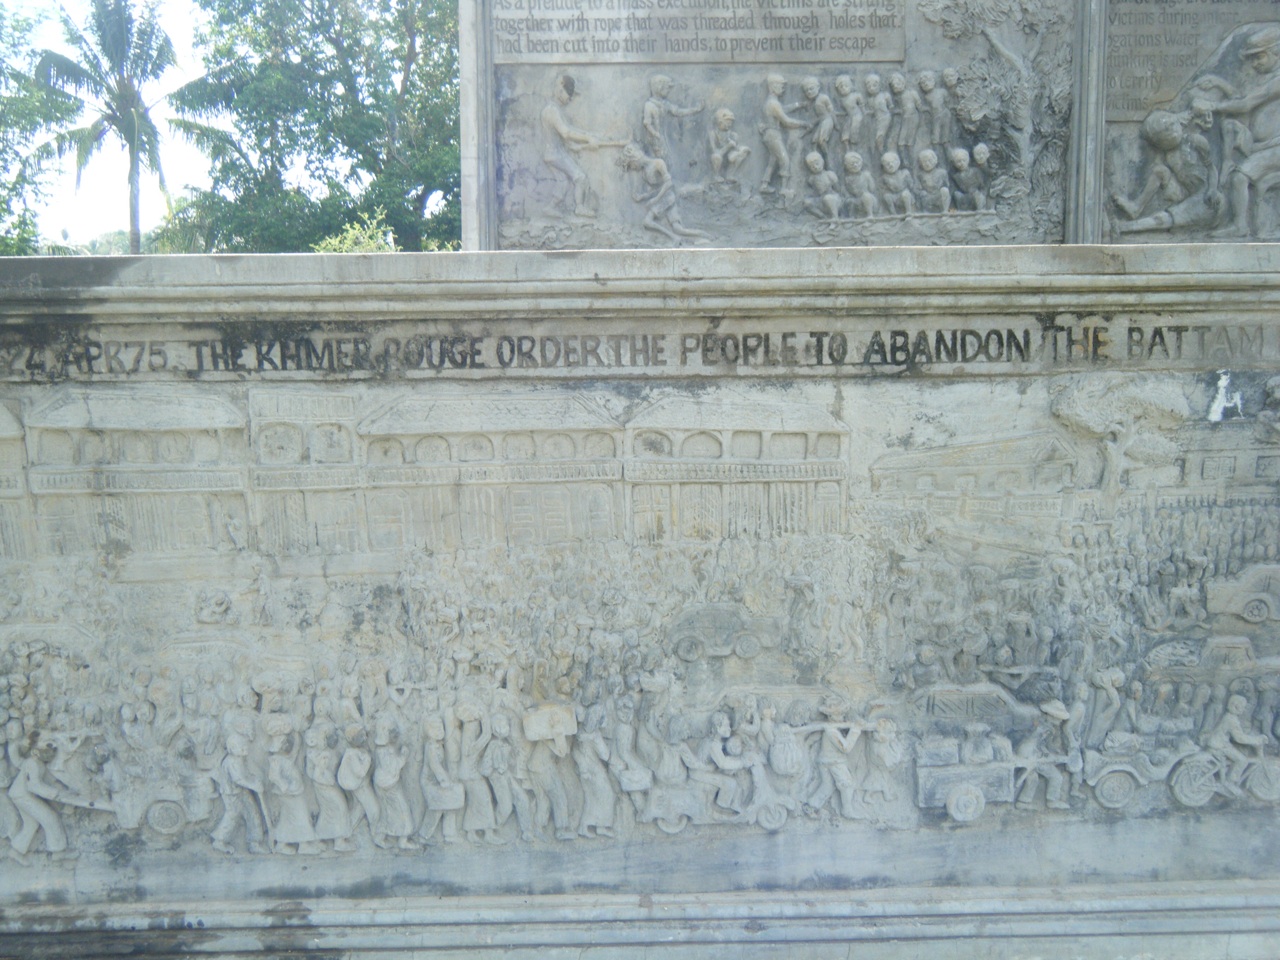 As a prelude to a mass execution, the victims are strung
together with rope that was threaded through holes that
had been cut into their hands, to prevent their escape
victims during
gations Water
used
terrify
victims
24 APR75. THE KHMER ROUGE ORDER THE PEOPLE TO ABANDON THE BATTAM